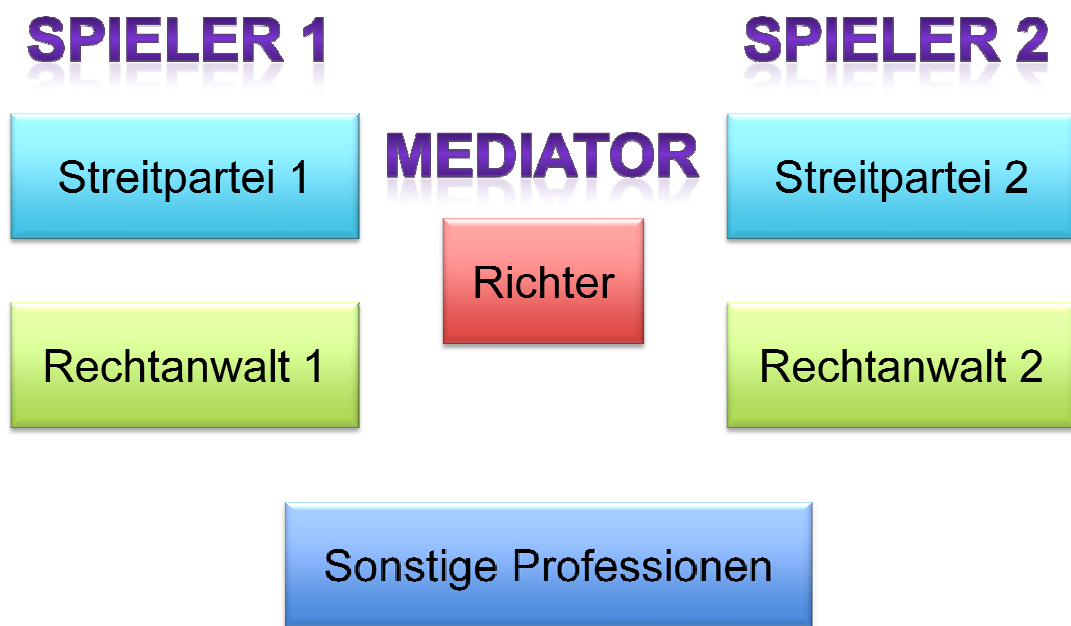 SPIELER 1
SPIELER 2
Streitpartei 1
MEDIATOR
Streitpartei 2
Richter
Rechtanwalt 1
Rechtanwalt 2
Sonstige Professionen